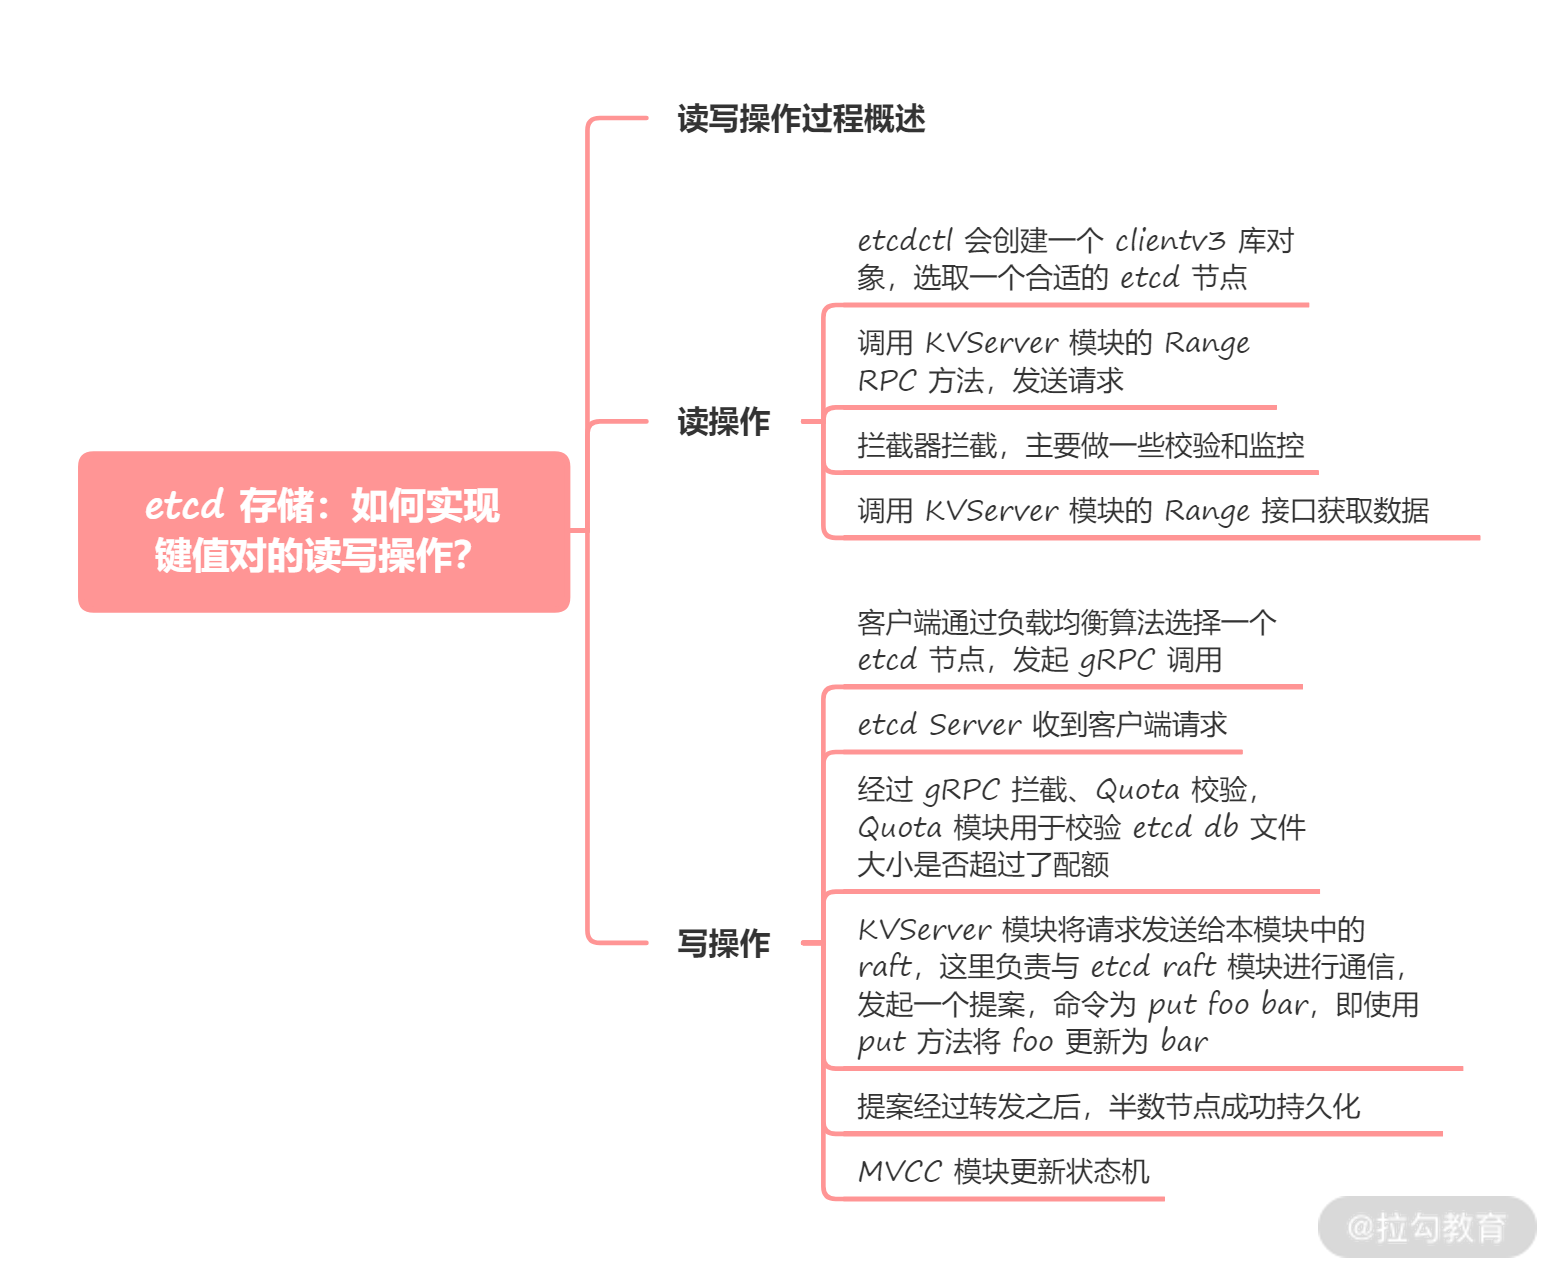 读写操作过程概述
etcdctl 会创建一个 clientv3 库对
象，选取一个合适的 etcd 节点
调用 KVServer 模块的 Range
RPC 方法，发送请求
读操作
拦截器拦截，主要做一些校验和监控
调用 KVServer 模块的 Range 接口获取数据
etcd 存储：如何实现
键值对的读写操作？
客户端通过负载均衡算法选择一个
etcd 节点，发起 gRPC 调用
etcd Server 收到客户端请求
经过 gRPC 拦截、Quota 校验，
Quota 模块用于校验 etcd db 文件
大小是否超过了配额
写操作
KVServer 模块将请求发送给本模块中的
raft，这里负责与 etcd raft 模块进行通信，
发起一个提案，命令为 put foo bar，即使用
put 方法将 foo 更新为 bar
提案经过转发之后，半数节点成功持久化
MVCC 模块更新状态机
@拉勾教育